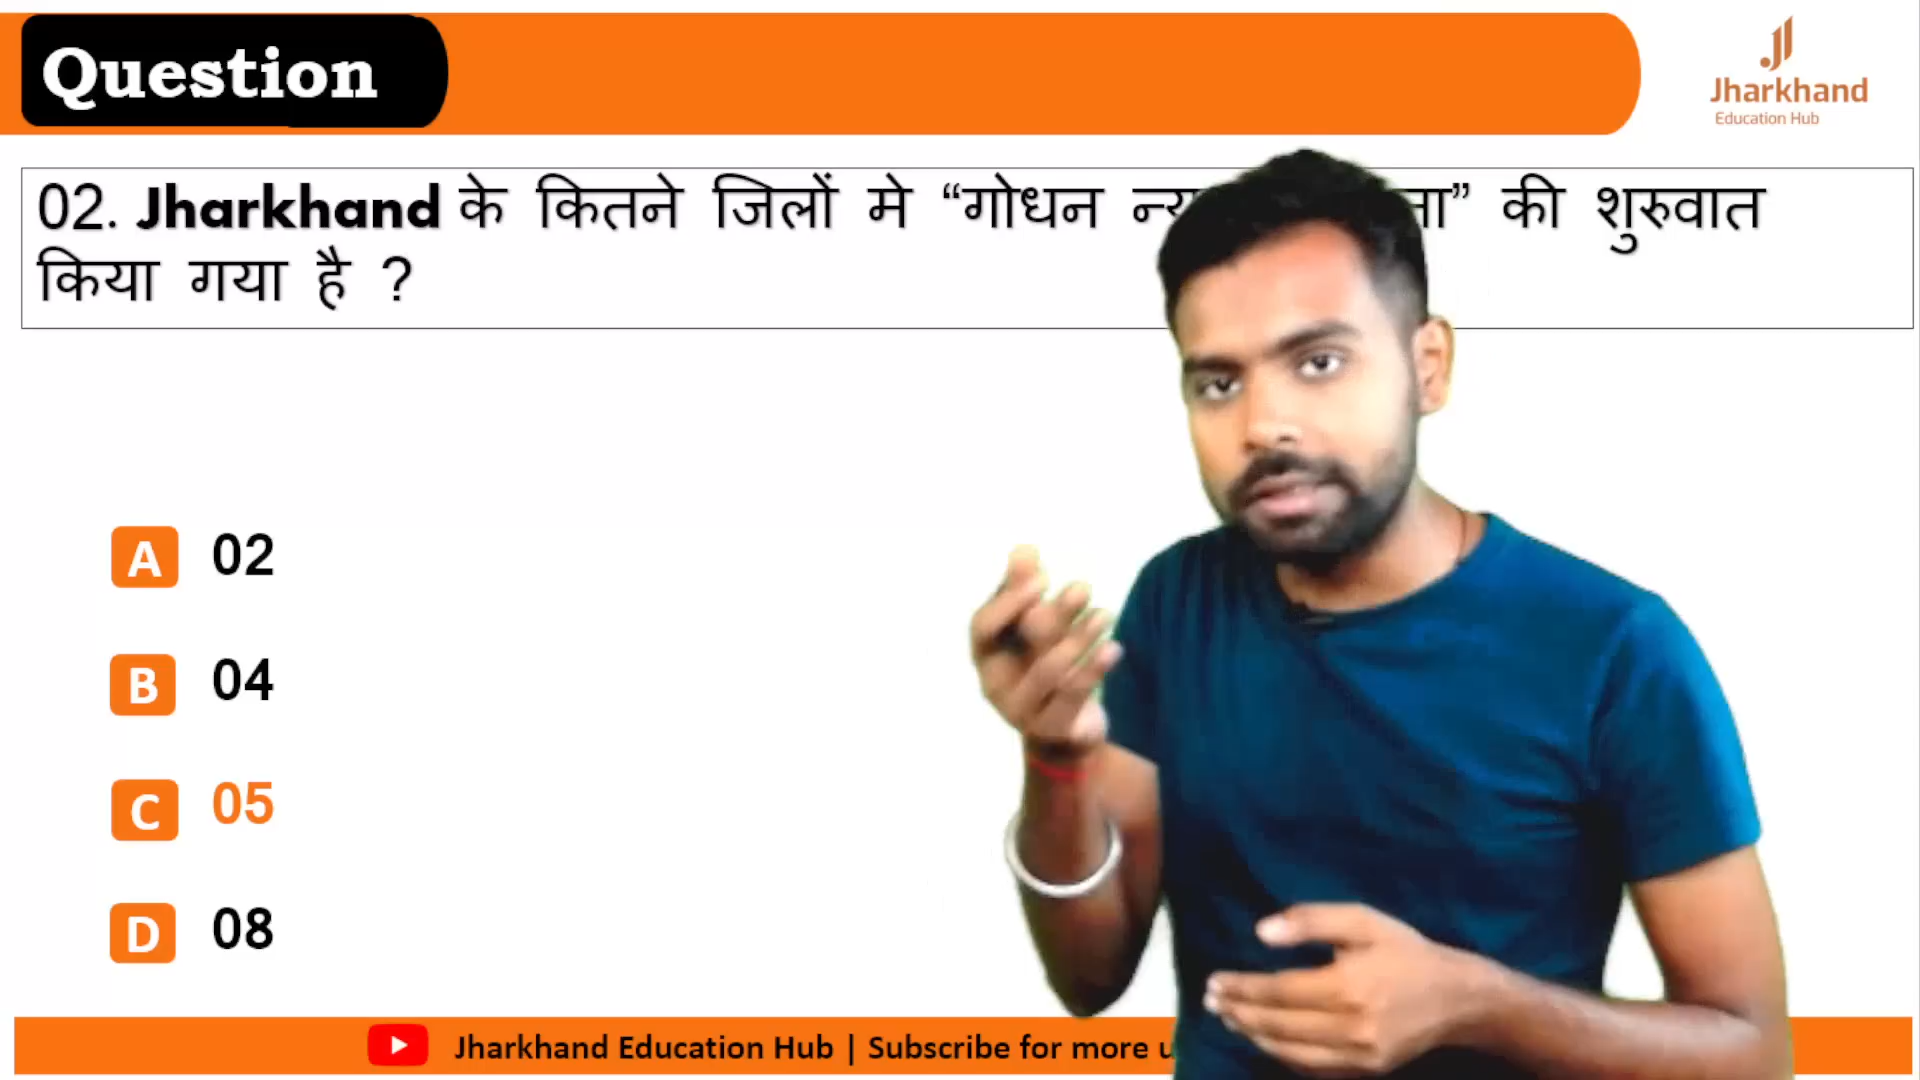 Question
Jharkhand
Education Hub
02. Jharkhand के कितने जिलों मे “गोधन की शुरुवात
किया गया है ?
A 02
B 04
C 05
D 08
Jharkhand Education Hub | Subscribe for more